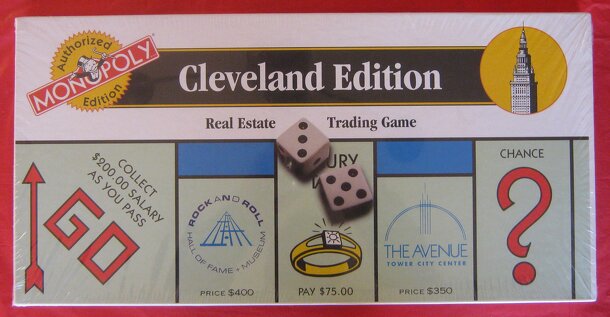 Authorized
MONOPOLY
Edition
Cleveland Edition
Real Estate Trading Game
COLLECT
$200.00 SALARY
AS YOU PASS
GO
ROCK AND ROLL
HALL OF FAME + MUSEUM
PRICE $400
PAY $75.00
THE AVENUE
TOWER CITY CENTER
PRICE $350
CHANCE
?